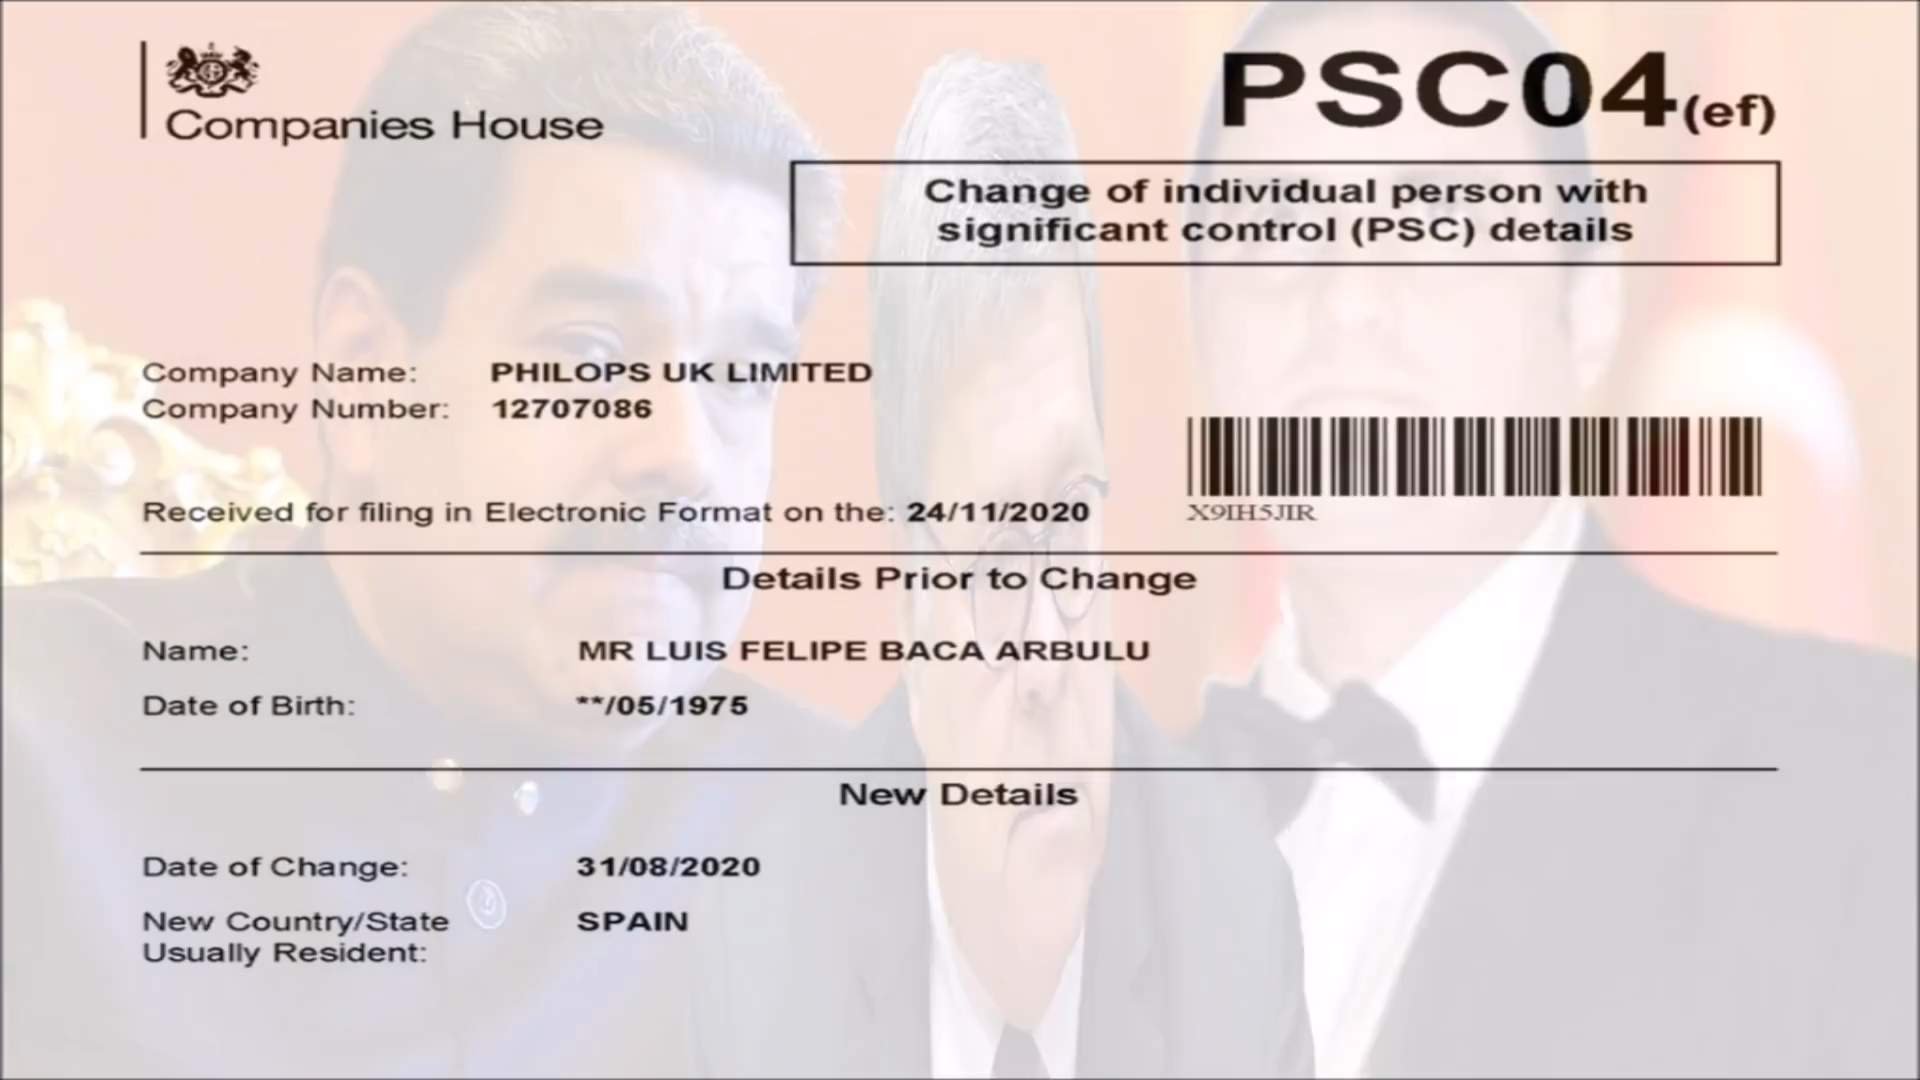 Companies House
PSC04(ef)
Change of individual person with
significant control (PSC) details
Company Name: PHILOPS UK LIMITED
Company Number: 12707086
Received for filing in Electronic Format on the: 24/11/2020
X9IH5JIR
Details Prior to Change
Name: MR LUIS FELIPE BACA ARBULU
Date of Birth: **/05/1975
New Details
Date of Change: 31/08/2020
New Country/State SPAIN
Usually Resident: